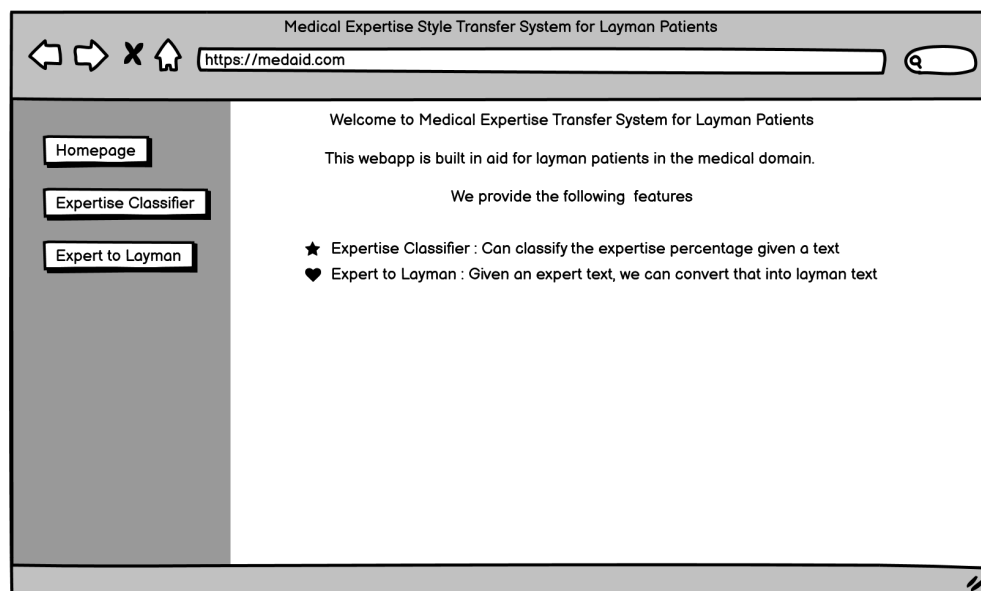 Medical Expertise Style Transfer System for Layman Patients
https://medaid.com
Homepage
Expertise Classifier
Expert to Layman
Welcome to Medical Expertise Transfer System for Layman Patients
This webapp is built in aid for layman patients in the medical domain.
We provide the following features
Expertise Classifier : Can classify the expertise percentage given a text
Expert to Layman : Given an expert text, we can convert that into layman text